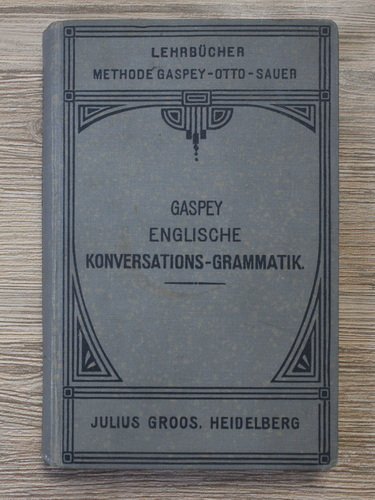 LEHRBÜCHER
METHODE GASPEY-OTTO-SAUER
GASPEY
ENGLISCHE
KONVERSATIONS-GRAMMATIK.
JULIUS GROOS. HEIDELBERG